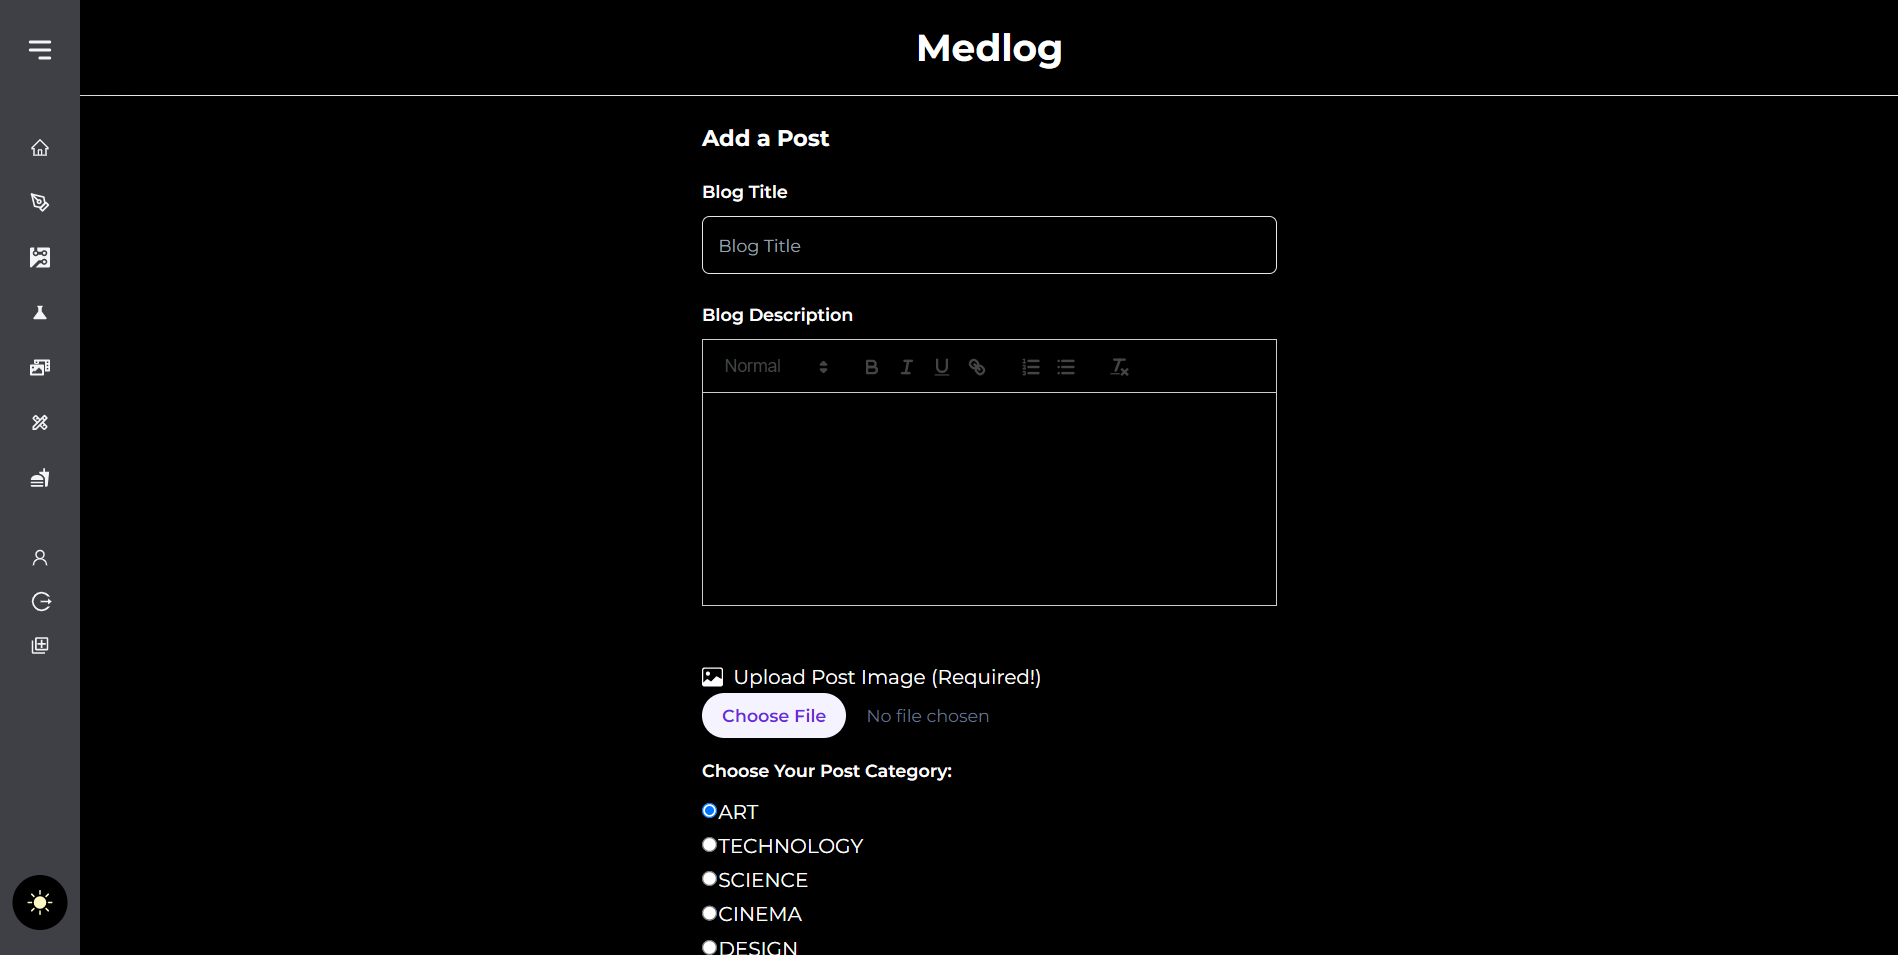 Medlog
Add a Post
Blog Title
Blog Title
Blog Description
Normal
Upload Post Image (Required!)
Choose File No file chosen
Choose Your Post Category:
ART
TECHNOLOGY
SCIENCE
CINEMA
DESIGN